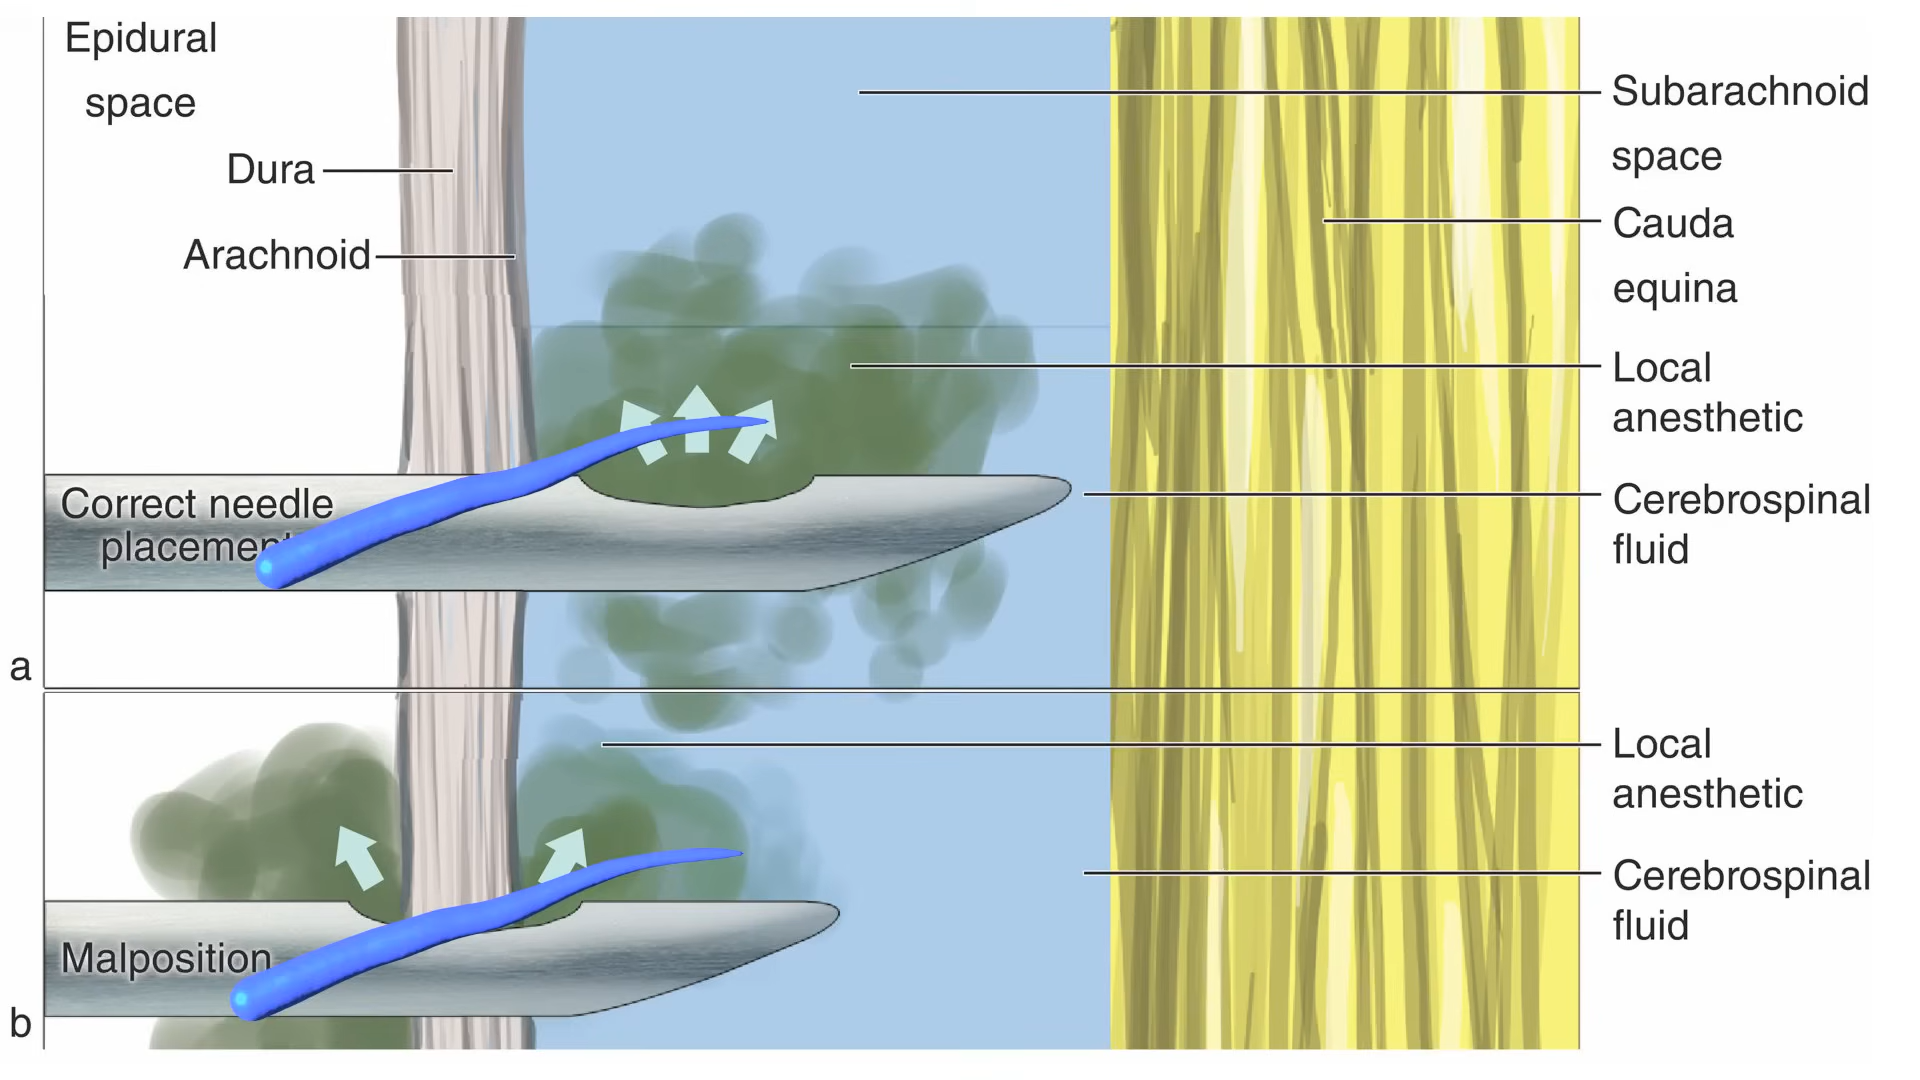 Epidural
space
Dura
Arachnoid
Subarachnoid
space
Cauda
equina
Local
anesthetic
Correct needle
placement
Cerebrospinal
fluid
a
Local
anesthetic
Malposition
Cerebrospinal
fluid
b